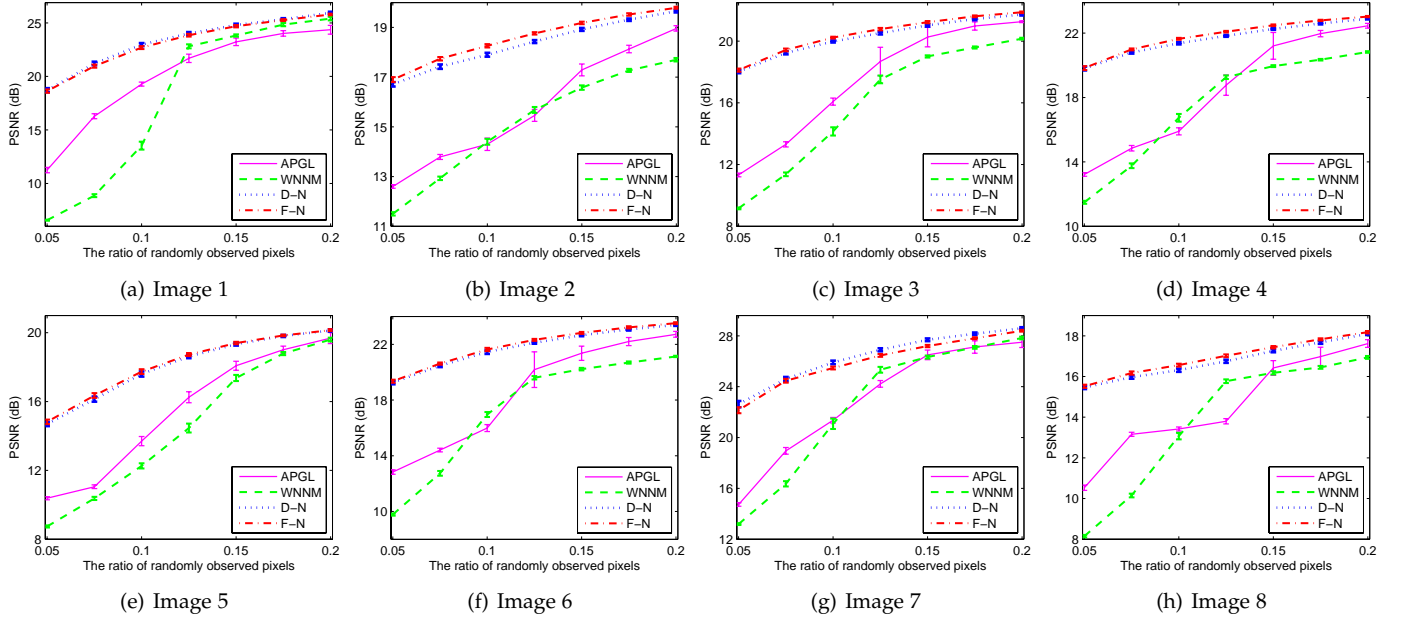 PSNR (dB)
25
20
15
10
0.05 0.1 0.15 0.2
The ratio of randomly observed pixels
APGL
WNNM
D-N
F-N
(a) Image 1
PSNR (dB)
19
17
15
13
11
0.05 0.1 0.15 0.2
The ratio of randomly observed pixels
APGL
WNNM
D-N
F-N
(b) Image 2
PSNR (dB)
20
16
12
8
0.05 0.1 0.15 0.2
The ratio of randomly observed pixels
APGL
WNNM
D-N
F-N
(c) Image 3
PSNR (dB)
22
18
14
10
0.05 0.1 0.15 0.2
The ratio of randomly observed pixels
APGL
WNNM
D-N
F-N
(d) Image 4
PSNR (dB)
20
16
12
8
0.05 0.1 0.15 0.2
The ratio of randomly observed pixels
APGL
WNNM
D-N
F-N
(e) Image 5
PSNR (dB)
22
18
14
10
0.05 0.1 0.15 0.2
The ratio of randomly observed pixels
APGL
WNNM
D-N
F-N
(f) Image 6
PSNR (dB)
28
24
20
16
12
0.05 0.1 0.15 0.2
The ratio of randomly observed pixels
APGL
WNNM
D-N
F-N
(g) Image 7
PSNR (dB)
18
16
14
12
10
8
0.05 0.1 0.15 0.2
The ratio of randomly observed pixels
APGL
WNNM
D-N
F-N
(h) Image 8